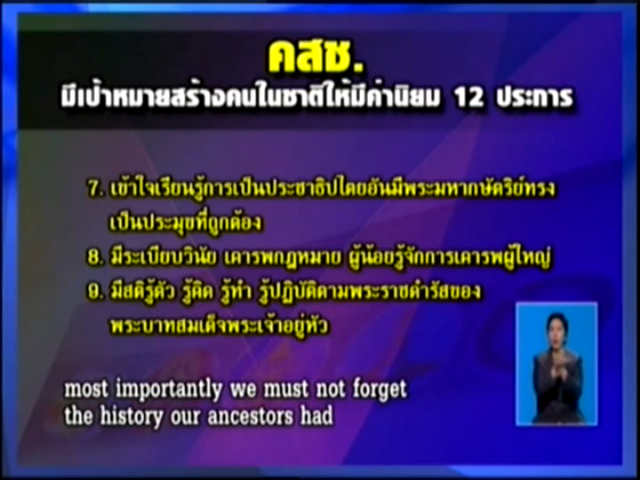 คสช.
มีเป้าหมายสร้างคนในชาติให้มีค่านิยม 12 ประการ
7. เข้าใจเรียนรู้การเป็นประชาธิปไตยอันมีพระมหากษัตริย์ทรง
เป็นประมุขที่ถูกต้อง
8. มีระเบียบวินัย เคารพกฎหมาย ผู้น้อยรู้จักการเคารพผู้ใหญ่
9. มีสติรู้ตัว รู้คิด รู้ทำ รู้ปฏิบัติตามพระราชดำรัสของ
พระบาทสมเด็จพระเจ้าอยู่หัว
most importantly we must not forget
the history our ancestors had